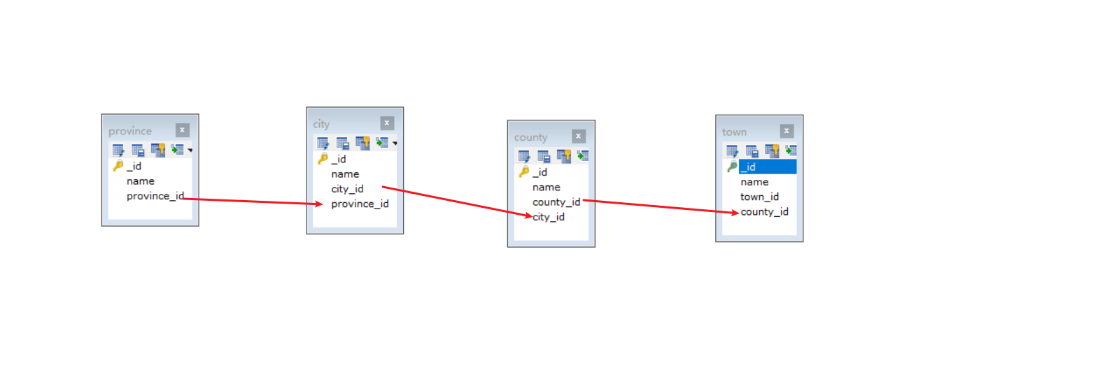 province
_id
name
province_id
city
_id
name
city_id
province_id
county
_id
name
county_id
city_id
town
_id
name
town_id
county_id